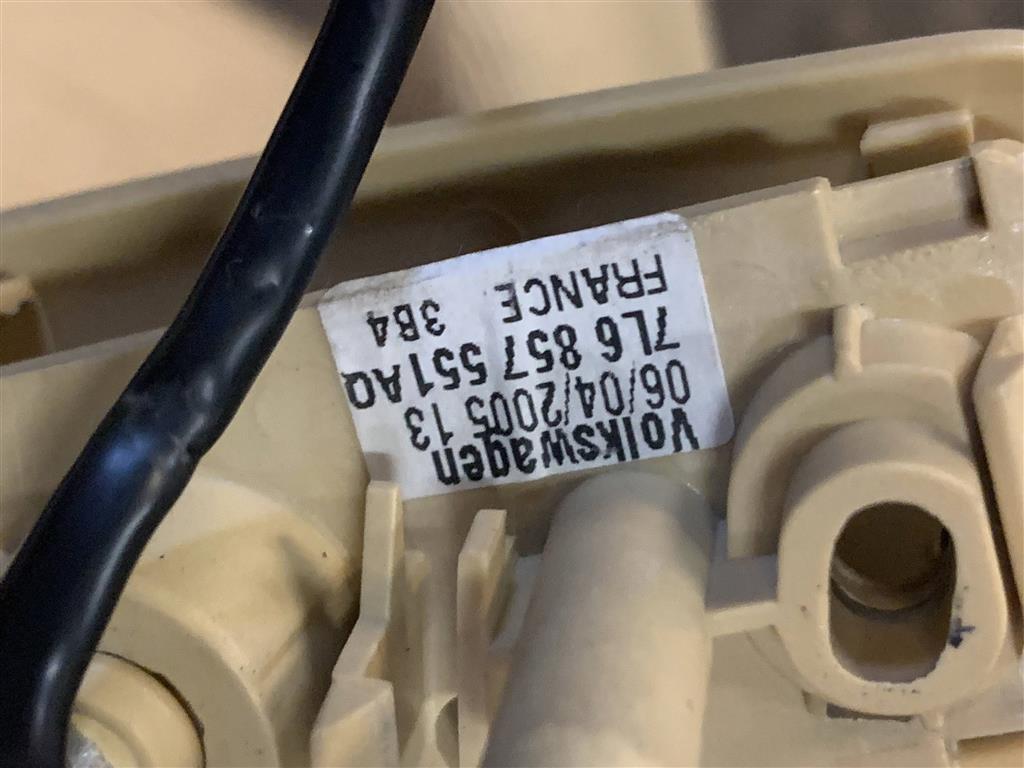 Volkswagen
06/04/2005 13
7L6 857 551AQ
FRANCE 3B4